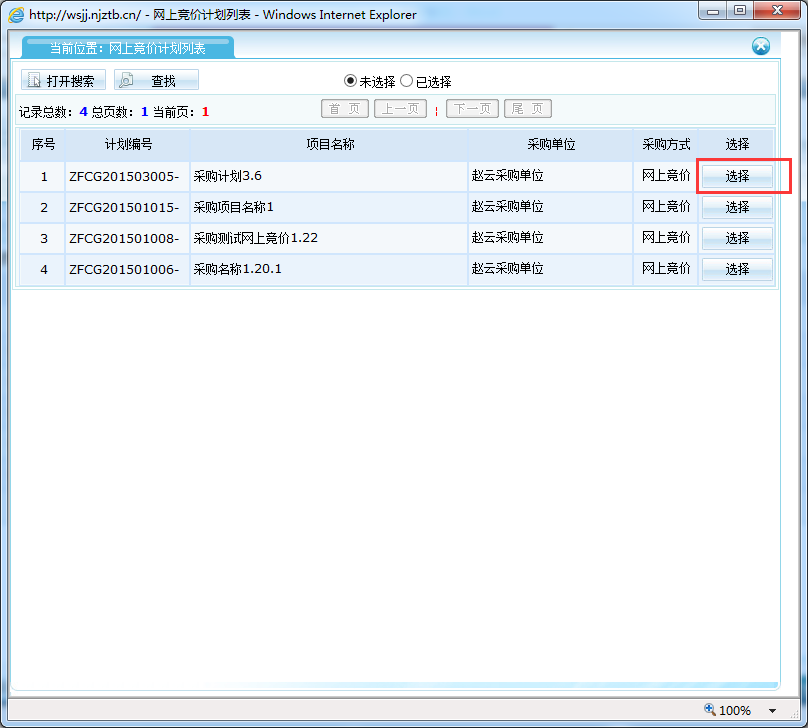 http://wsjj.njztb.cn/ - 网上竞价计划列表 - Windows Internet Explorer
当前位置：网上竞价计划列表
打开搜索 查找 未选择 已选择
记录总数：4 总页数：1 当前页：1 首 页 上一页 | 下一页 尾 页
序号 计划编号 项目名称 采购单位 采购方式 选择
1 ZFCG201503005- 采购计划3.6 赵云采购单位 网上竞价 选择
2 ZFCG201501015- 采购项目名称1 赵云采购单位 网上竞价 选择
3 ZFCG201501008- 采购测试网上竞价1.22 赵云采购单位 网上竞价 选择
4 ZFCG201501006- 采购名称1.20.1 赵云采购单位 网上竞价 选择
100%